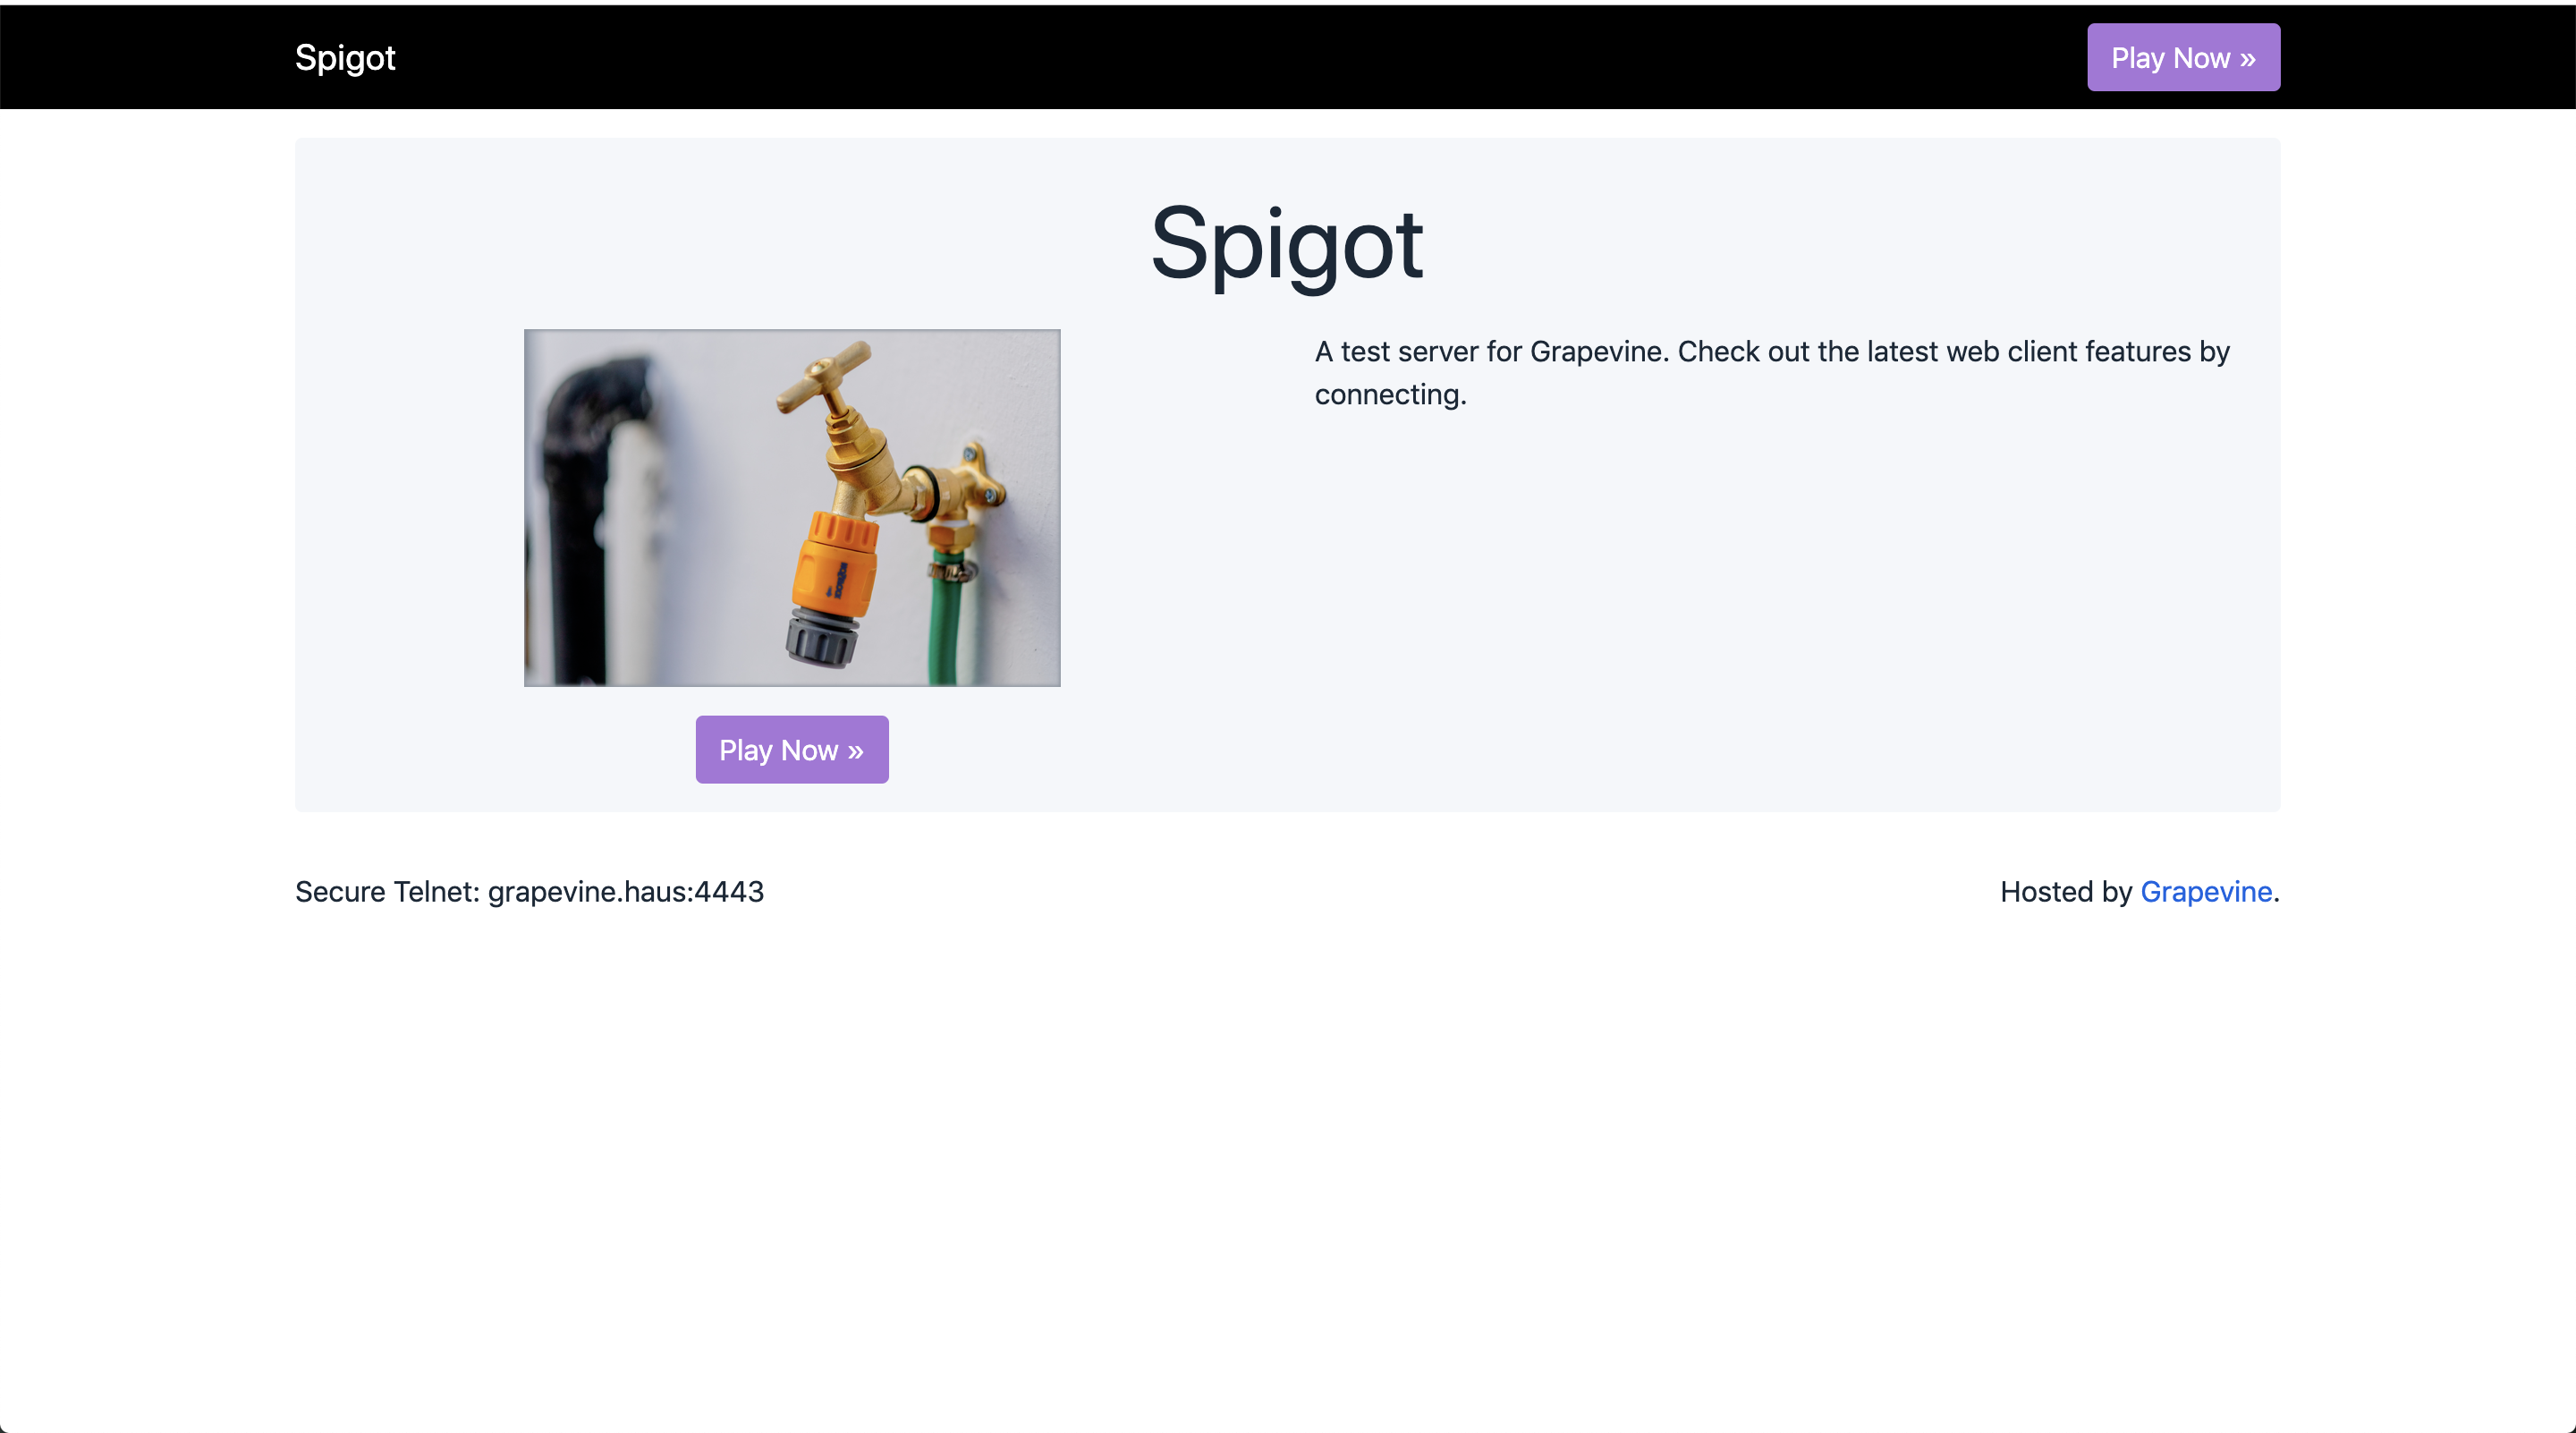 Spigot
Play Now »
Spigot
A test server for Grapevine. Check out the latest web client features by
connecting.
Play Now »
Secure Telnet: grapevine.haus:4443
Hosted by Grapevine.